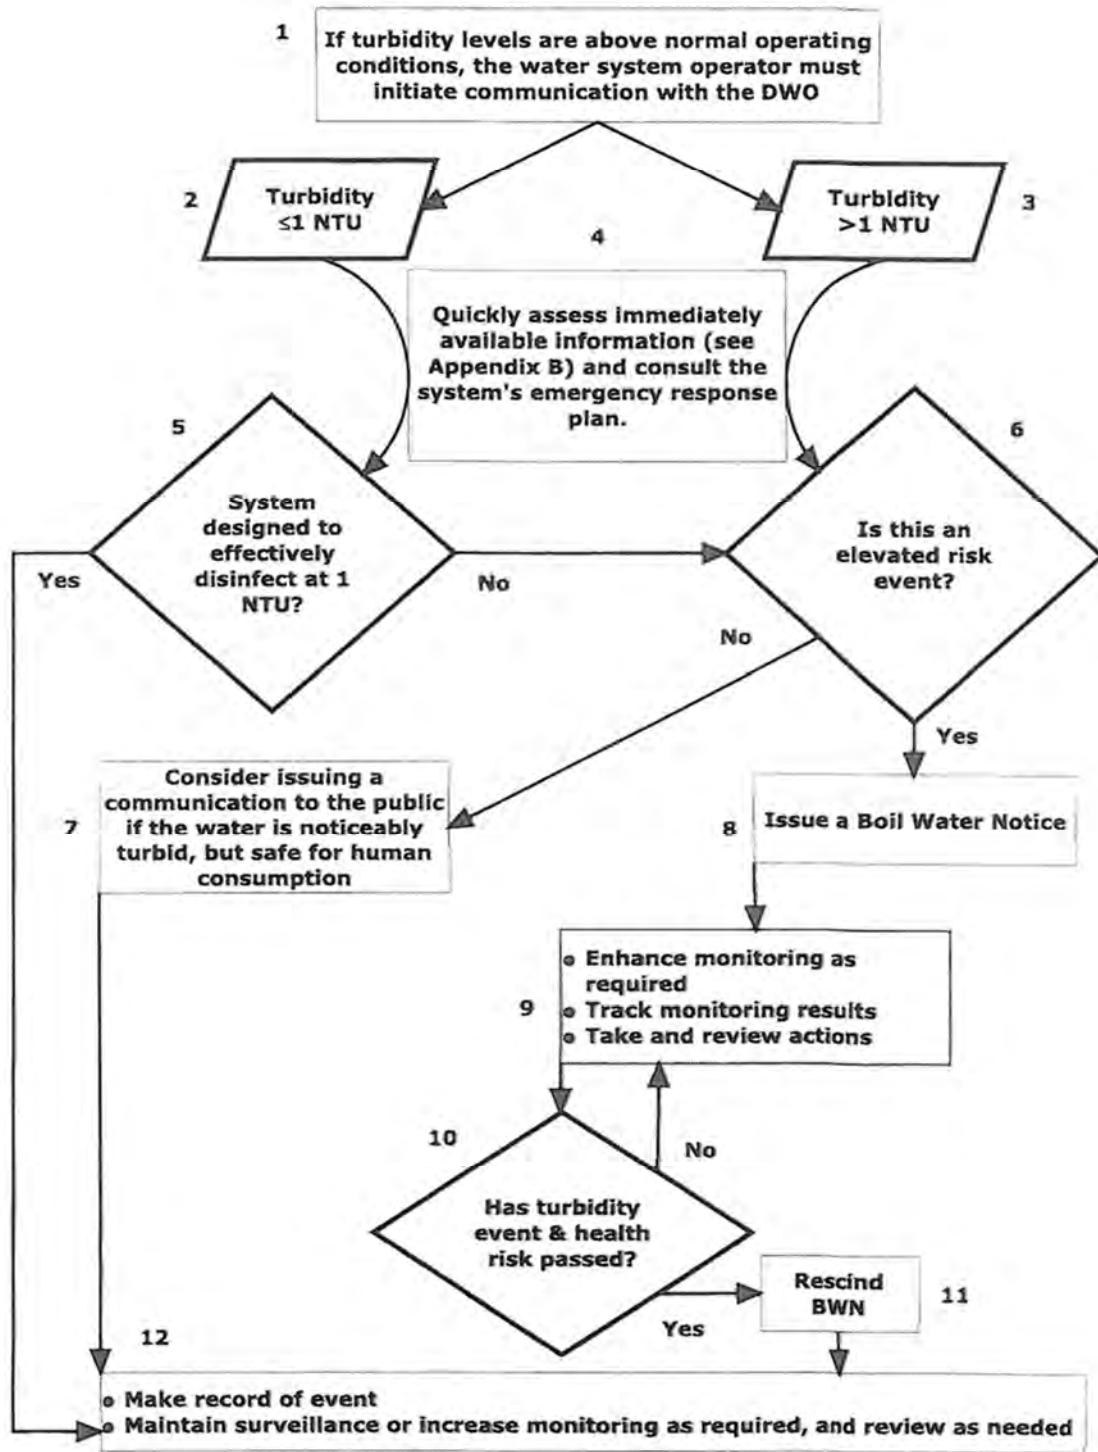 1
If turbidity levels are above normal operating
conditions, the water system operator must
initiate communication with the DWO
2
Turbidity
≤1 NTU
Turbidity
>1 NTU
3
4
Quickly assess immediately
available information (see
Appendix B) and consult the
system's emergency response
plan.
5
System
designed to
effectively
disinfect at 1
NTU?
Yes
No
6
Is this an
elevated risk
event?
No
Yes
7
Consider issuing a
communication to the public
if the water is noticeably
turbid, but safe for human
consumption
8
Issue a Boil Water Notice
9
• Enhance monitoring as
required
• Track monitoring results
• Take and review actions
10
Has turbidity
event & health
risk passed?
No
Yes
Rescind
BWN
11
12
• Make record of event
• Maintain surveillance or increase monitoring as required, and review as needed